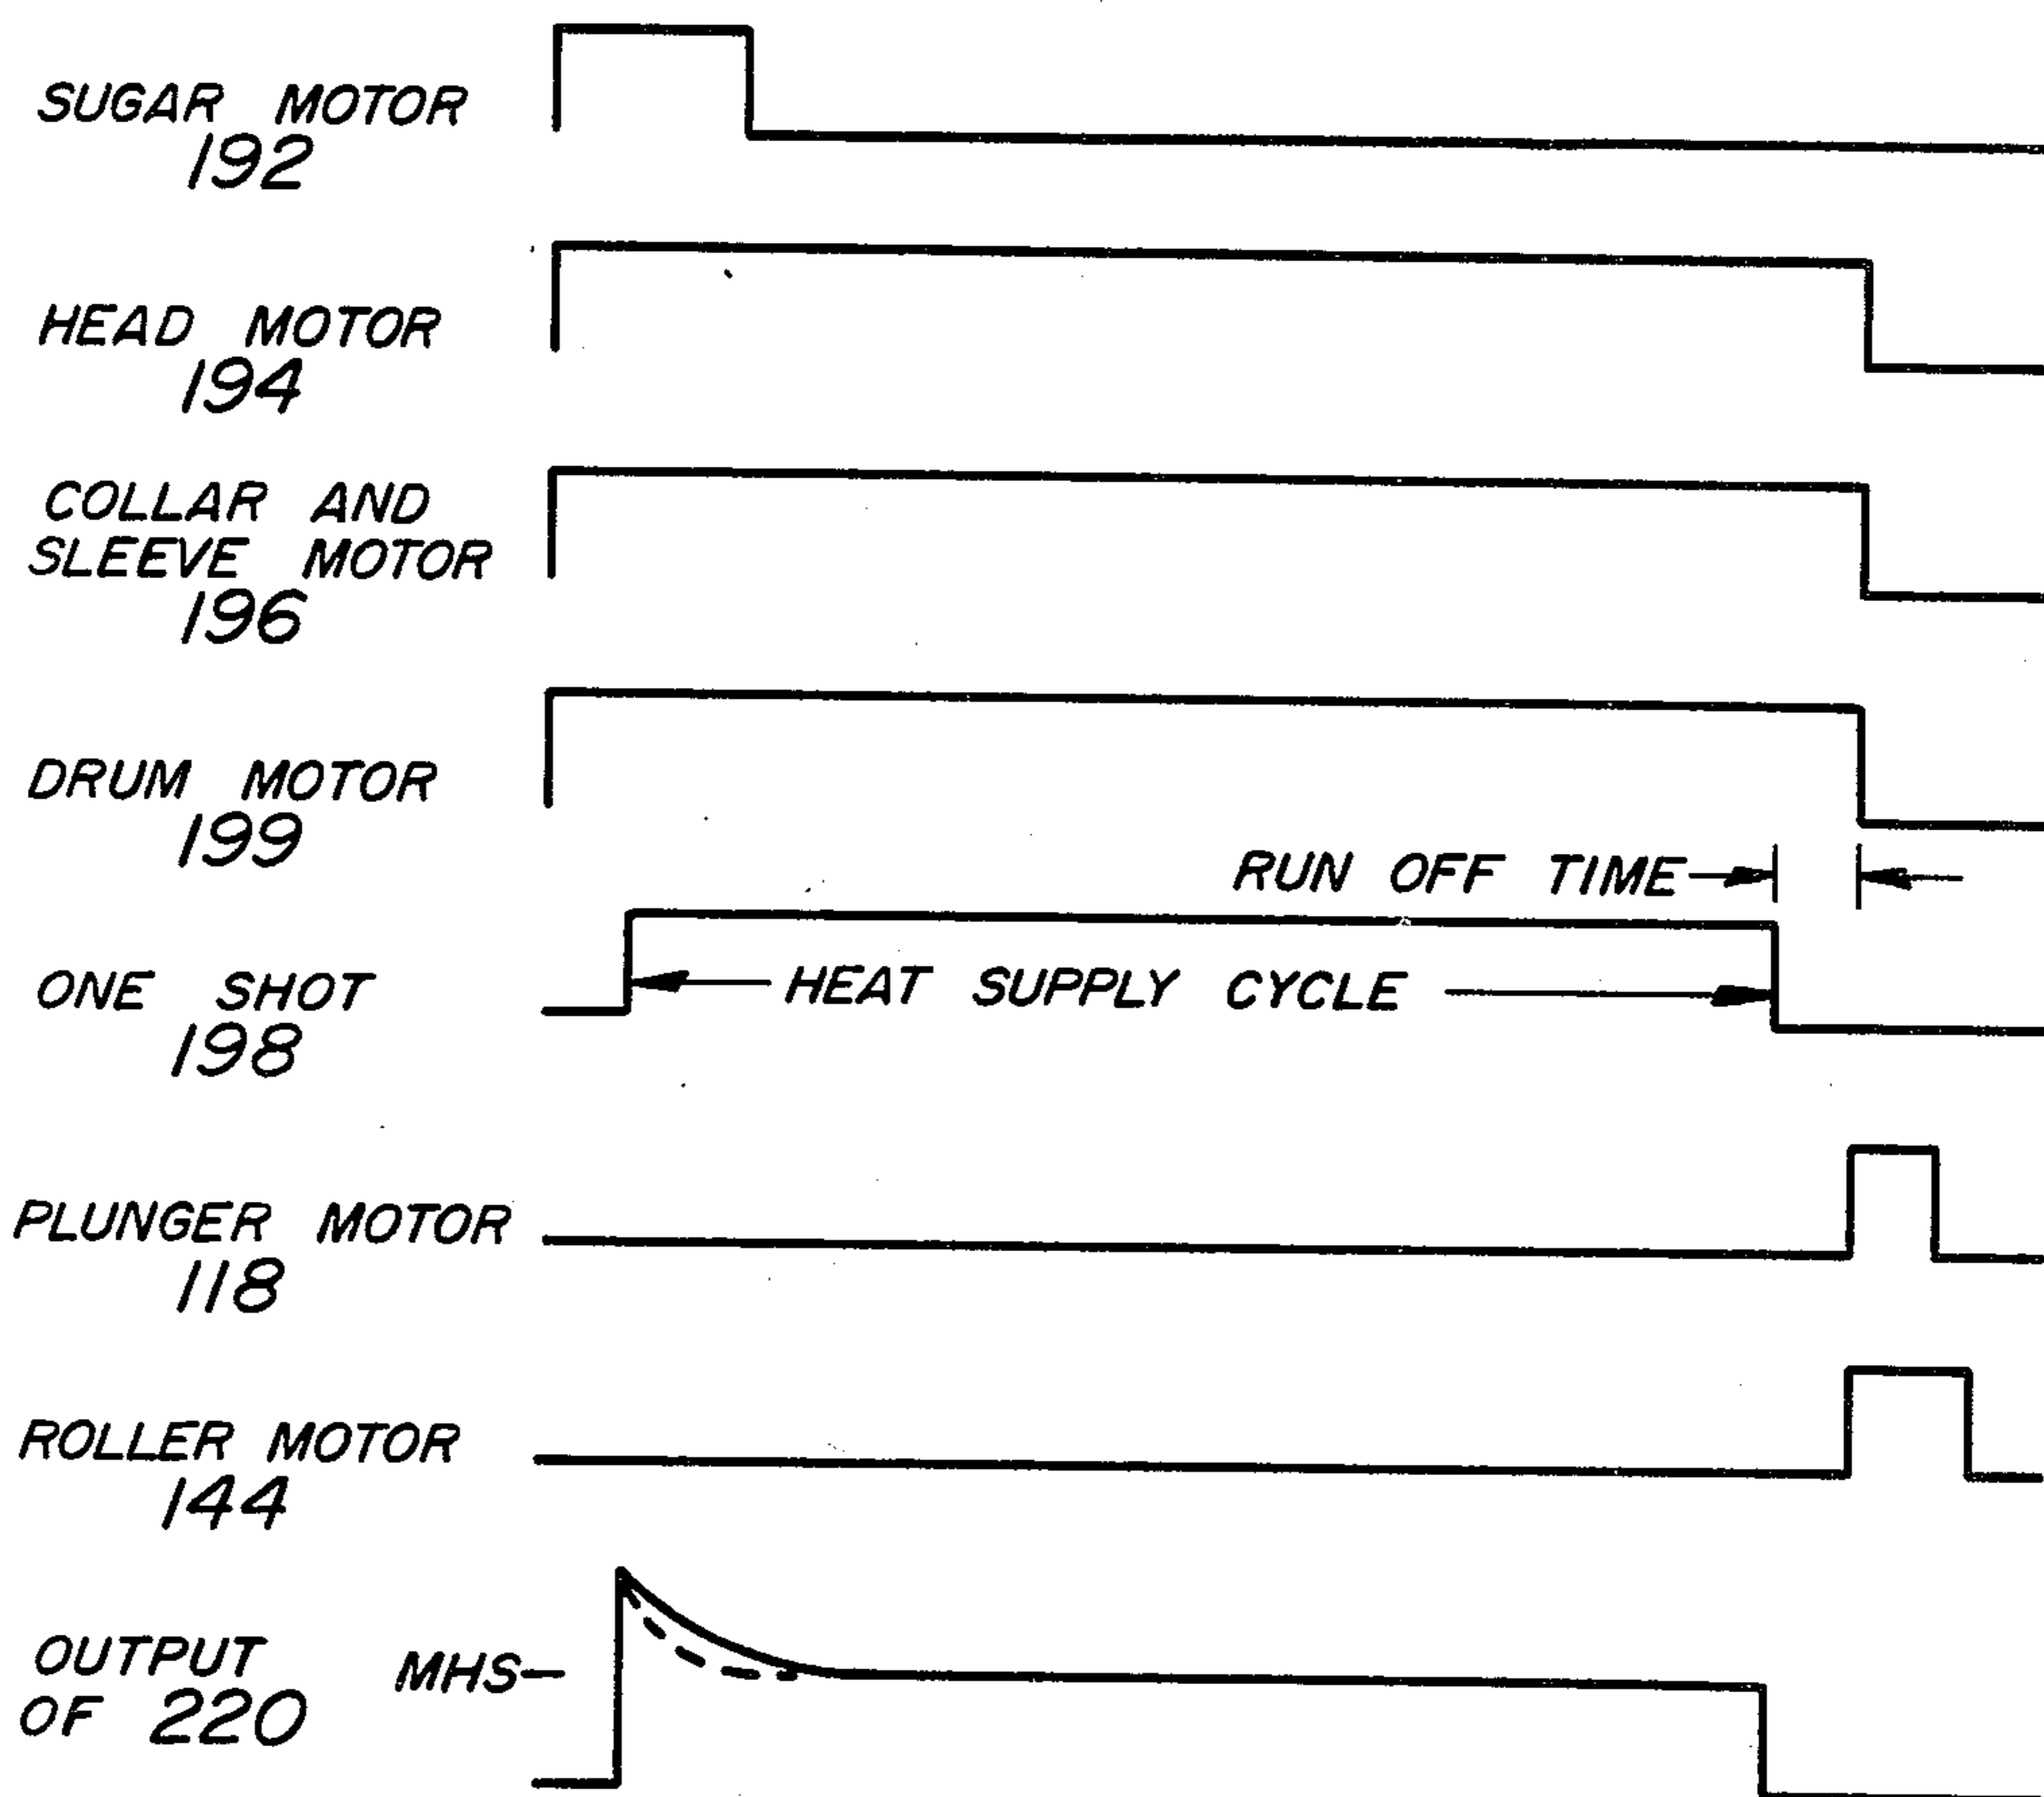 SUGAR MOTOR
192
HEAD MOTOR
194
COLLAR AND
SLEEVE MOTOR
196
DRUM MOTOR
199
RUN OFF TIME
ONE SHOT
198
HEAT SUPPLY CYCLE
PLUNGER MOTOR
118
ROLLER MOTOR
144
OUTPUT
OF 220
MHS